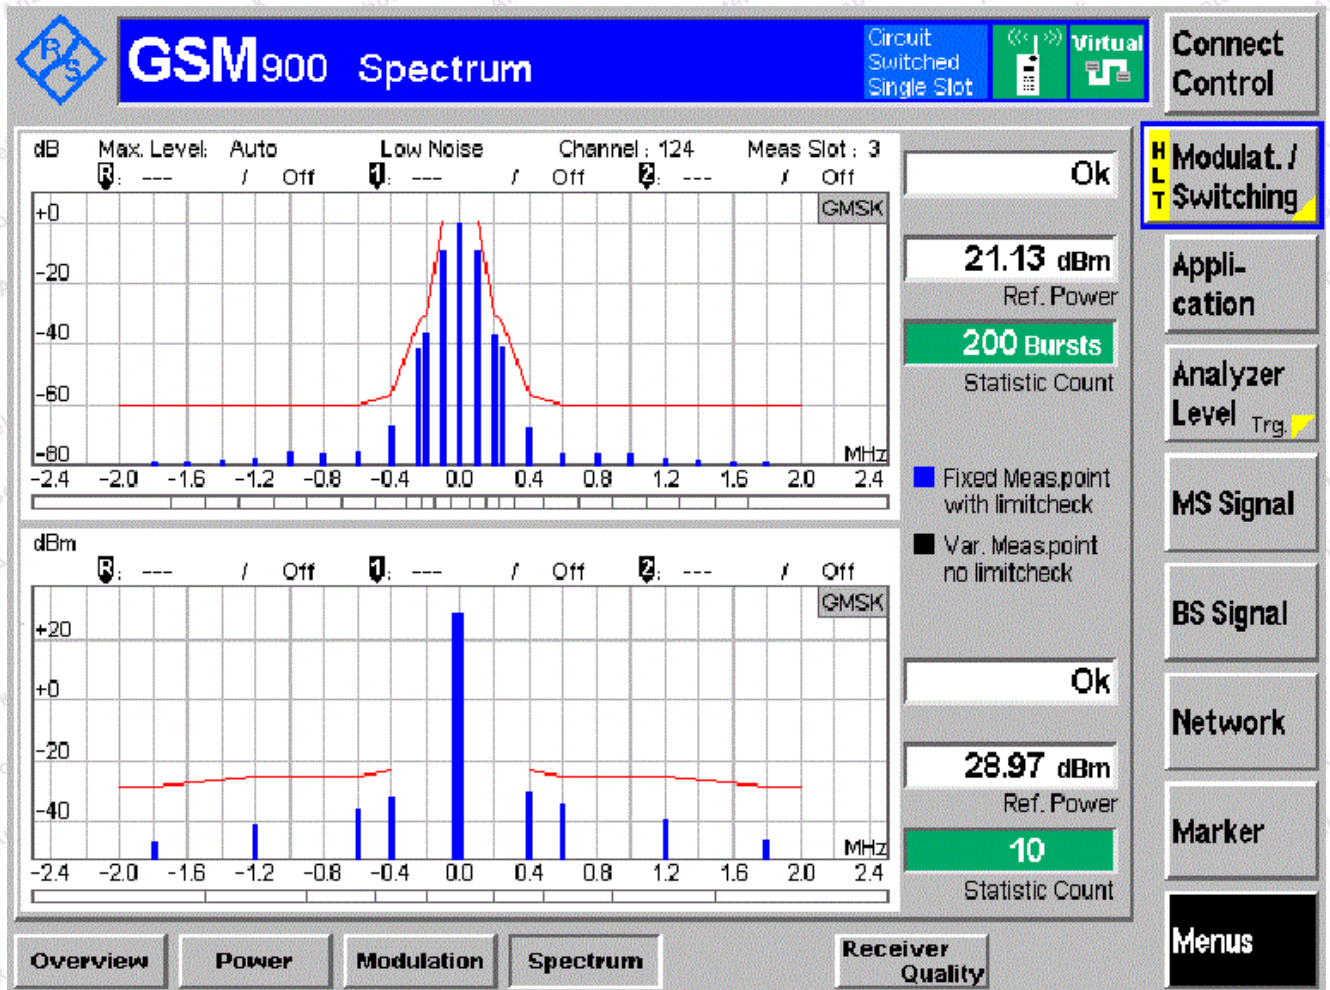 R S
GSM900 Spectrum
Circuit
Switched
Single Slot
Virtual
Connect
Control
dB Max. Level: Auto Low Noise Channel : 124 Meas Slot : 3
R: --- / Off 1: --- / Off 2: --- / Off
GMSK
+0
-20
-40
-60
-80
MHz
-2.4 -2.0 -1.6 -1.2 -0.8 -0.4 0.0 0.4 0.8 1.2 1.6 2.0 2.4
Ok
21.13 dBm
Ref. Power
200 Bursts
Statistic Count
Fixed Meas.point
with limitcheck
Var. Meas.point
no limitcheck
dBm
R: --- / Off 1: --- / Off 2: --- / Off
GMSK
+20
+0
-20
-40
MHz
-2.4 -2.0 -1.6 -1.2 -0.8 -0.4 0.0 0.4 0.8 1.2 1.6 2.0 2.4
Ok
28.97 dBm
Ref. Power
10
Statistic Count
HLT
Modulat. /
Switching
Appli-
cation
Analyzer
Level Trg.
MS Signal
BS Signal
Network
Marker
Menus
Overview Power Modulation Spectrum
Receiver
Quality